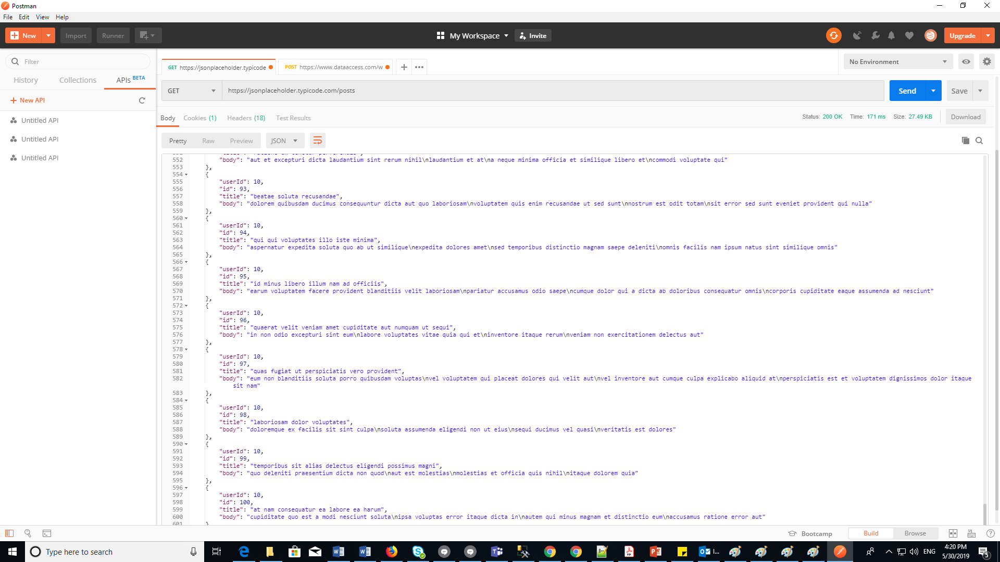 Postman
File Edit View Help
New Import Runner My Workspace Invite Upgrade
Filter
History Collections APIs BETA
New API
Untitled API
Untitled API
Untitled API
GET https://jsonplaceholder.typicode POST https://www.dataaccess.com/w No Environment
GET https://jsonplaceholder.typicode.com/posts Send Save
Body Cookies (1) Headers (18) Test Results Status: 200 OK Time: 171 ms Size: 27.49 KB Download
Pretty Raw Preview JSON
552 "body": "aut et excepturi dicta laudantium sint rerum nihil\nlaudantium et at\na neque minima officia et similique libero et\ncommodi voluptate qui"
553 },
554 {
555 "userId": 10,
556 "id": 93,
557 "title": "beatae soluta recusandae",
558 "body": "dolorem quibusdam ducimus consequuntur dicta aut quo laboriosam\nvoluptatem quis enim recusandae ut sed sunt\nnostrum est odit totam\nsit error sed sunt eveniet provident qui nulla"
559 },
560 {
561 "userId": 10,
562 "id": 94,
563 "title": "qui qui voluptates illo iste minima",
564 "body": "aspernatur expedita soluta quo ab ut similique\nexpedita dolores amet\nsed temporibus distinctio magnam saepe deleniti\nomnis facilis nam ipsum natus sint similique omnis"
565 },
566 {
567 "userId": 10,
568 "id": 95,
569 "title": "id minus libero illum nam ad officiis",
570 "body": "earum voluptatem facere provident blanditiis velit laboriosam\npariatur accusamus odio saepe\ncumque dolor qui a dicta ab doloribus consequatur omnis\ncorporis cupiditate eaque assumenda ad nesciunt"
571 },
572 {
573 "userId": 10,
574 "id": 96,
575 "title": "quaerat velit veniam amet cupiditate aut numquam ut sequi",
576 "body": "in non odio excepturi sint eum\nlabore voluptates vitae quia qui et\ninventore itaque rerum\nveniam non exercitationem delectus aut"
577 },
578 {
579 "userId": 10,
580 "id": 97,
581 "title": "quas fugiat ut perspiciatis vero provident",
582 "body": "eum non blanditiis soluta porro quibusdam voluptas\nvel voluptatem qui placeat dolores qui velit aut\nvel inventore aut cumque culpa explicabo aliquid at\nperspiciatis est et voluptatem dignissimos dolor itaque
sit nam"
583 },
584 {
585 "userId": 10,
586 "id": 98,
587 "title": "laboriosam dolor voluptates",
588 "body": "doloremque ex facilis sit sint culpa\nsoluta assumenda eligendi non ut eius\nsequi ducimus vel quasi\nveritatis est dolores"
589 },
590 {
591 "userId": 10,
592 "id": 99,
593 "title": "temporibus sit alias delectus eligendi possimus magni",
594 "body": "quo deleniti praesentium dicta non quod\naut est molestias\nmolestias et officia quis nihil\nitaque dolorem quia"
595 },
596 {
597 "userId": 10,
598 "id": 100,
599 "title": "at nam consequatur ea labore ea harum",
600 "body": "cupiditate quo est a modi nesciunt soluta\nipsa voluptas error itaque dicta in\nautem qui minus magnam et distinctio eum\naccusamus ratione error aut"
601 }
Bootcamp Build Browse
Type here to search I... ENG 4:20 PM
5/30/2019 5